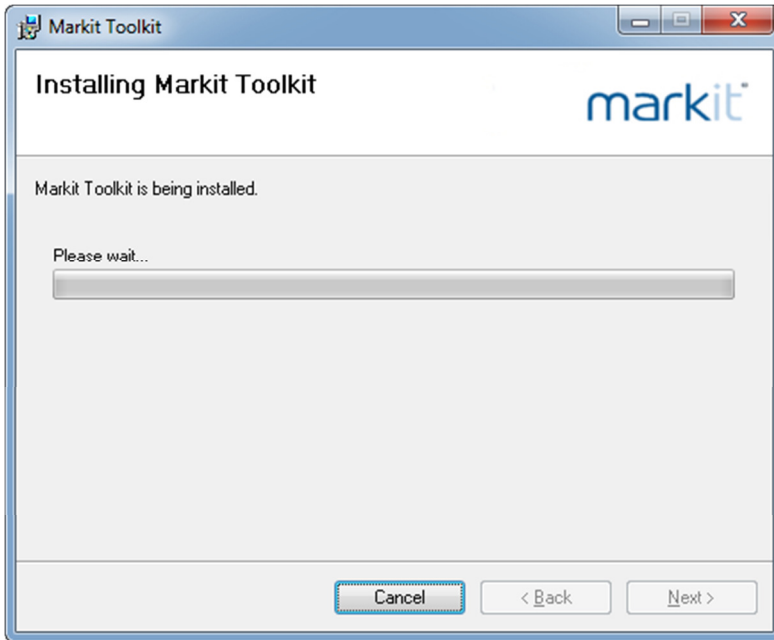 Markit Toolkit
Installing Markit Toolkit
markit
Markit Toolkit is being installed.
Please wait...
Cancel
< Back
Next >